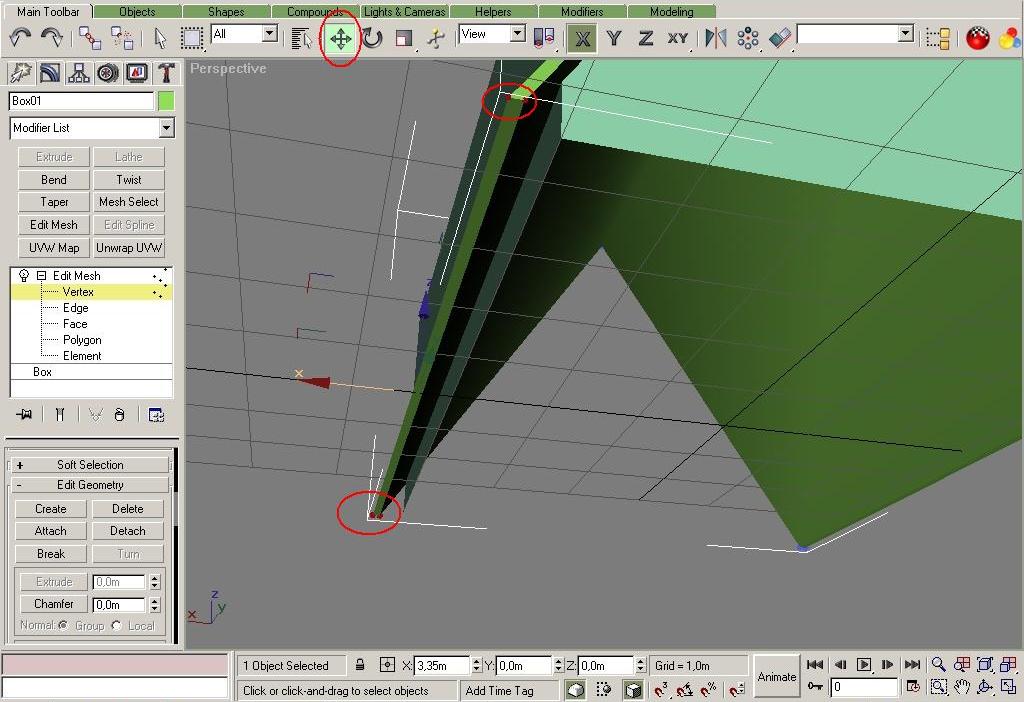 Main Toolbar Objects Shapes Compounds Lights & Cameras Helpers Modifiers Modeling
All View X Y Z XY
Perspective
Box01
Modifier List
Extrude Lathe
Bend Twist
Taper Mesh Select
Edit Mesh Edit Spline
UVW Map Unwrap UVW
Edit Mesh
Vertex
Edge
Face
Polygon
Element
Box
x
z
+ Soft Selection
- Edit Geometry
Create Delete
Attach Detach
Break Turn
Extrude 0,0m
Chamfer 0,0m
Normal: Group Local
z
x y
1 Object Selected X: 3,35m Y: 0,0m Z: 0,0m Grid = 1,0m
Animate
Click or click-and-drag to select objects Add Time Tag 3 % 0